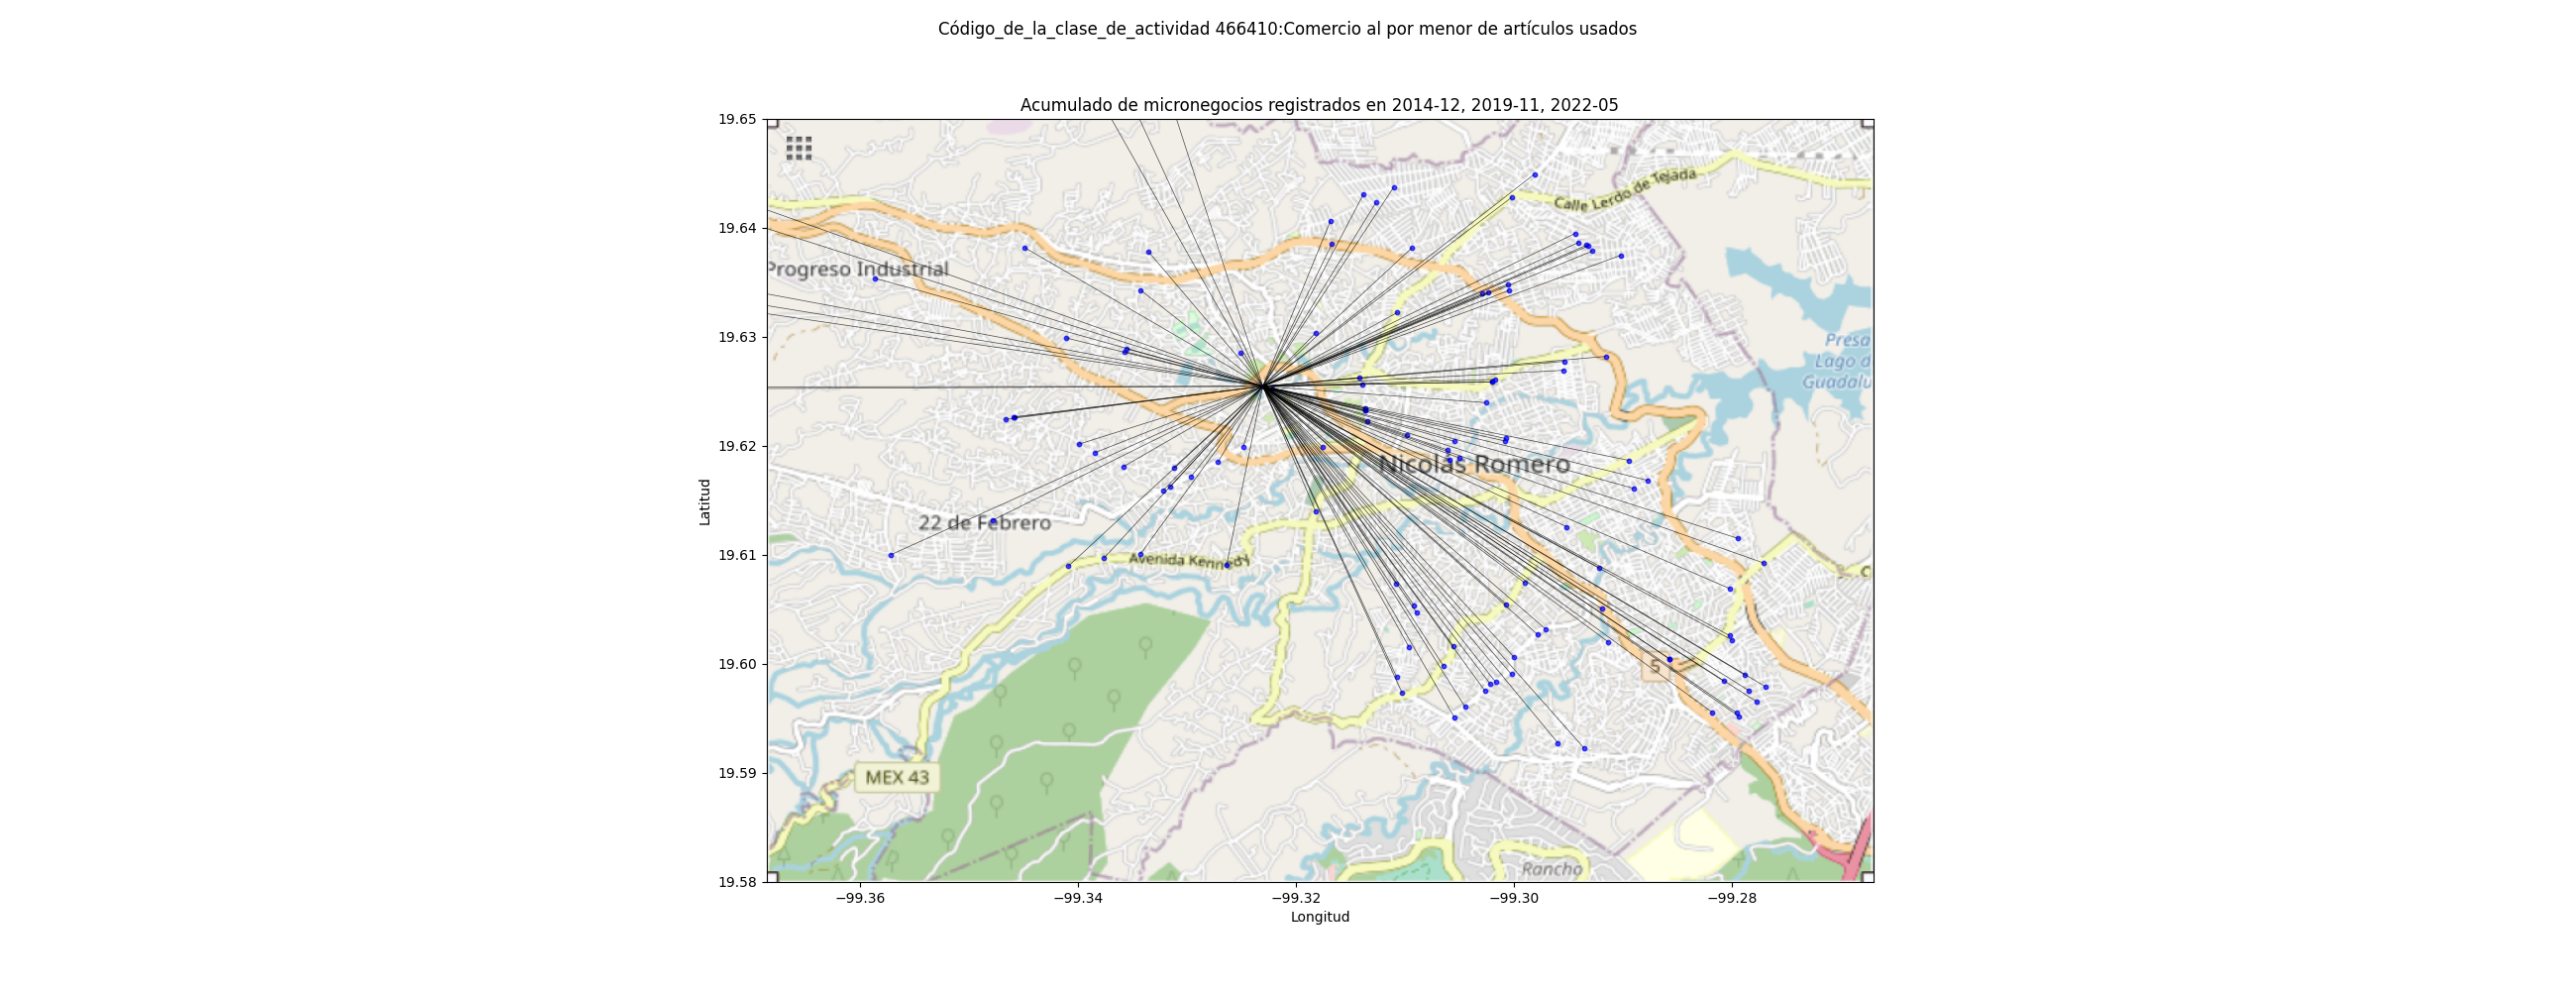 Código_de_la_clase_de_actividad 466410:Comercio al por menor de artículos usados
Acumulado de micronegocios registrados en 2014-12, 2019-11, 2022-05
19.65
19.64
19.63
19.62
19.61
19.60
19.59
19.58
Latitud
Calle Lerdo de Tejada
Progreso Industrial
Presa
Lago d
Guadalu
Nicolás Romero
22 de Febrero
Avenida Kennedy
C
5
MEX 43
Rancho
−99.36
−99.34
−99.32
−99.30
−99.28
Longitud